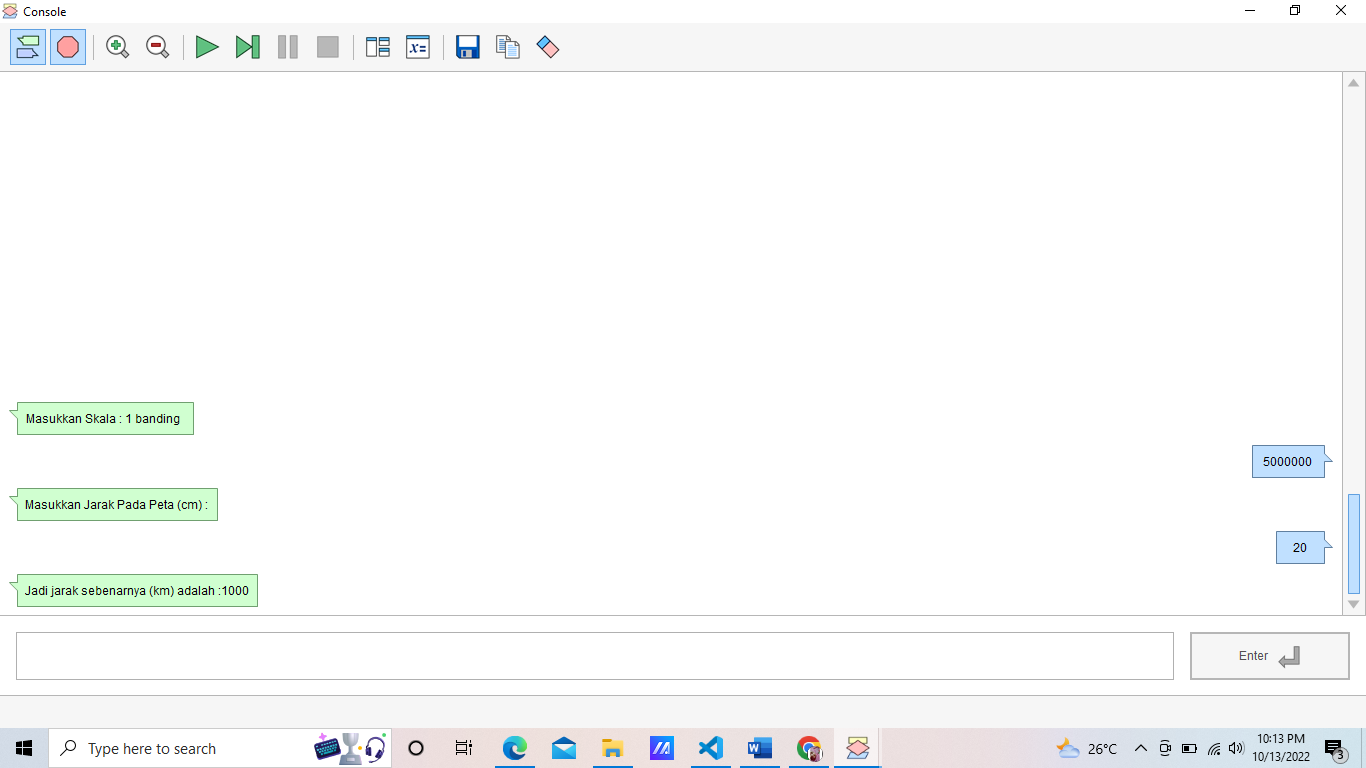 Console
x=
Masukkan Skala : 1 banding
5000000
Masukkan Jarak Pada Peta (cm) :
20
Jadi jarak sebenarnya (km) adalah :1000
Enter
Type here to search
26°C
10:13 PM
10/13/2022
3